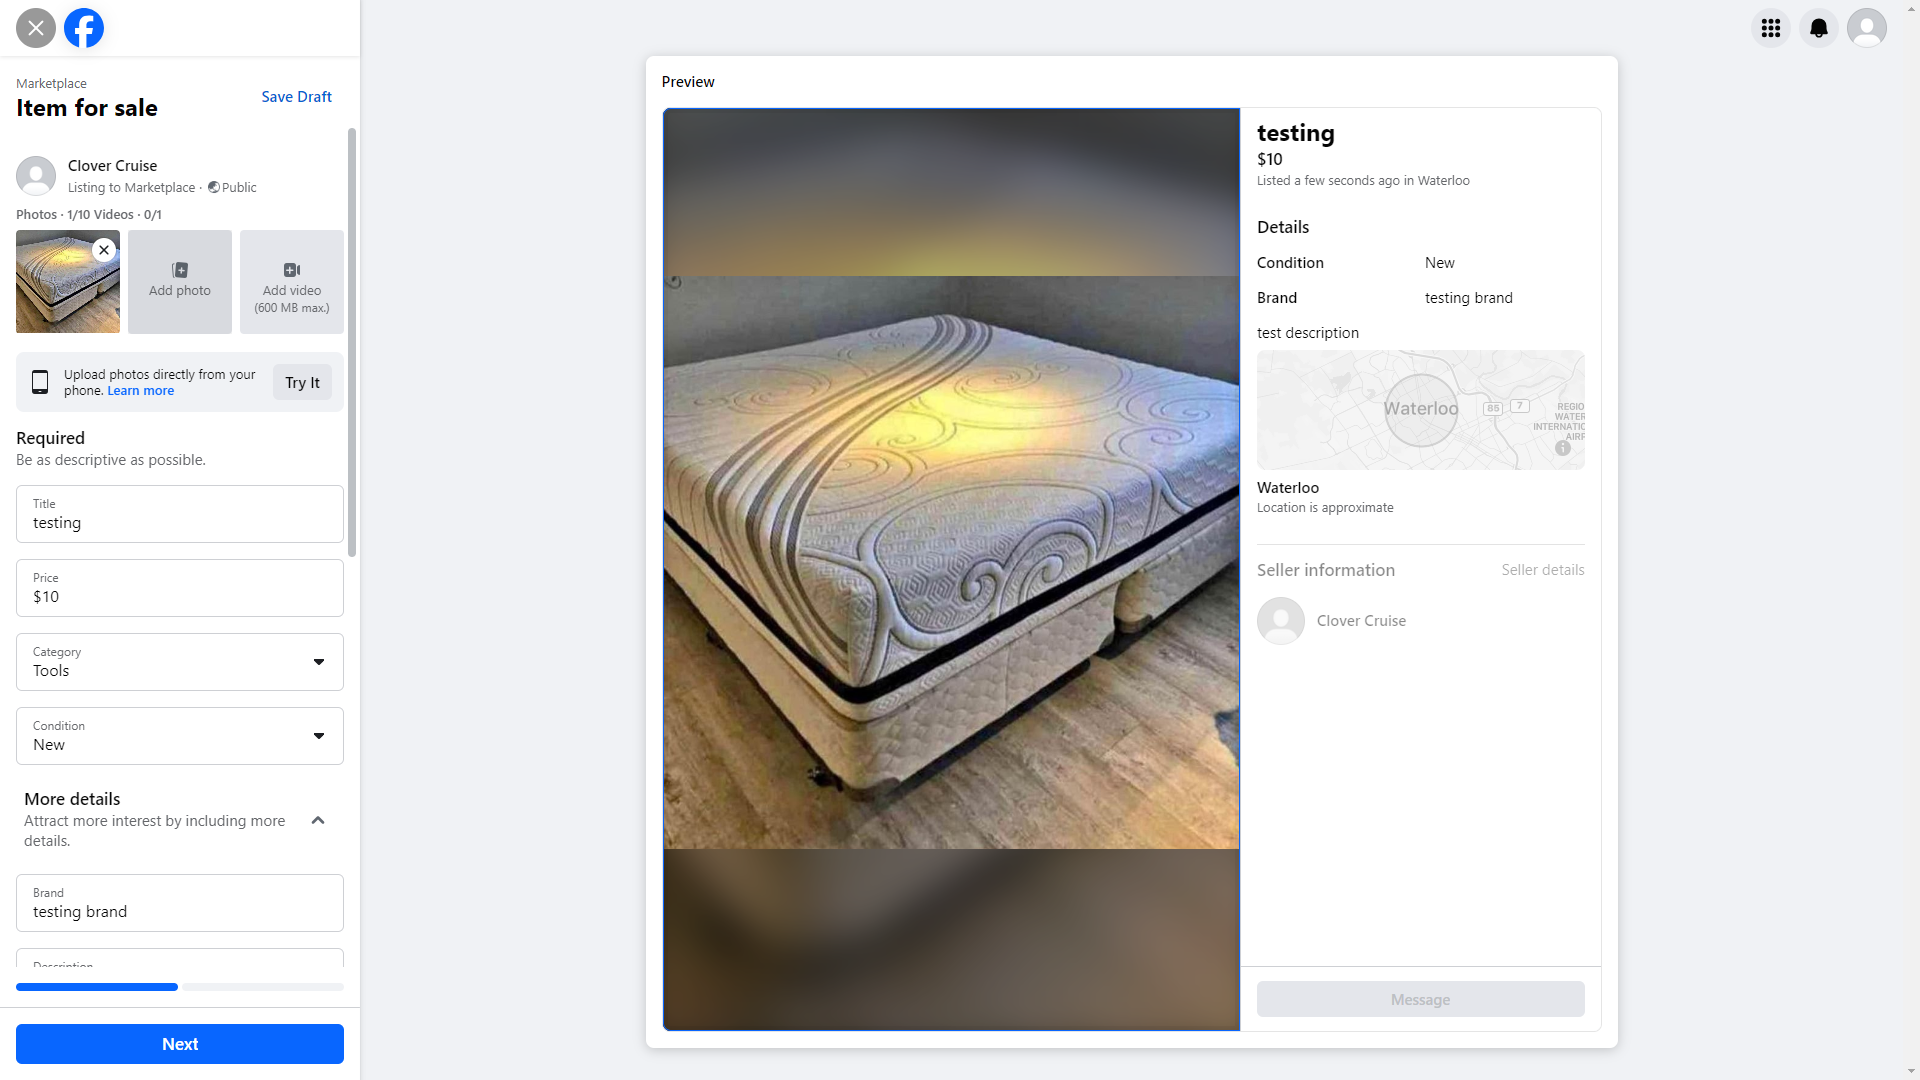 Marketplace
Item for sale
Save Draft
Clover Cruise
Listing to Marketplace · Public
Photos · 1/10 Videos · 0/1
Add photo
Add video
(600 MB max.)
Upload photos directly from your
phone. Learn more
Try It
Required
Be as descriptive as possible.
Title
testing
Price
$10
Category
Tools
Condition
New
More details
Attract more interest by including more
details.
Brand
testing brand
Description
Next
Preview
testing
$10
Listed a few seconds ago in Waterloo
Details
Condition New
Brand testing brand
test description
Waterloo
85
7
REGIO
WATER
INTERNATIC
AIRF
Waterloo
Location is approximate
Seller information
Seller details
Clover Cruise
Message